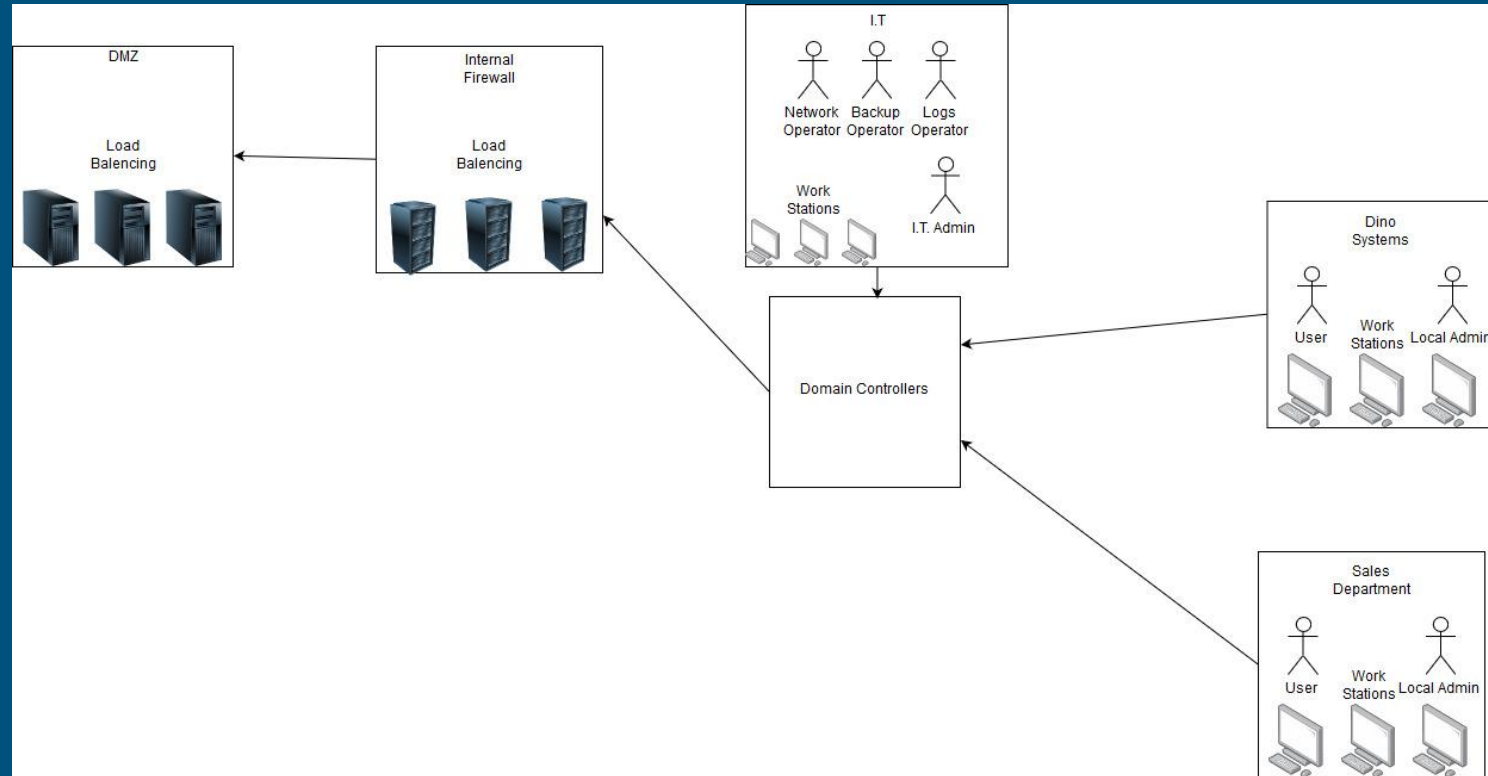 DMZ
Load
Balencing
Internal
Firewall
Load
Balencing
I.T
Network
Operator
Backup
Operator
Logs
Operator
Work
Stations
I.T. Admin
Domain Controllers
Dino
Systems
User
Work
Stations
Local Admin
Sales
Department
User
Work
Stations
Local Admin